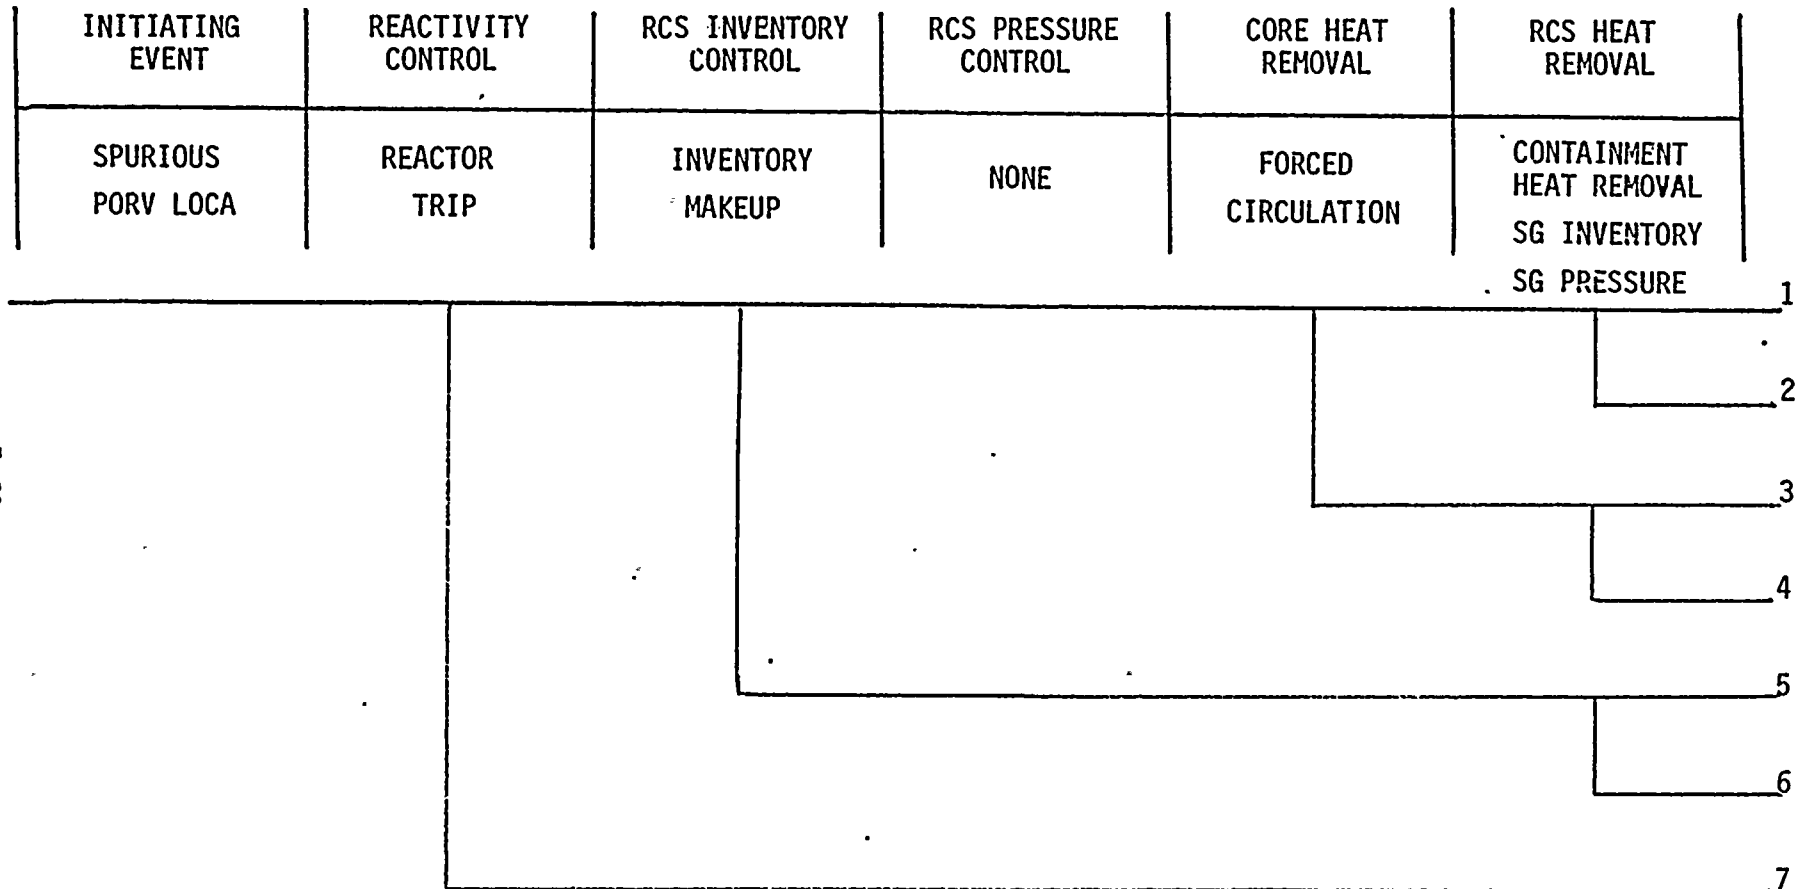 INITIATING
EVENT
REACTIVITY
CONTROL
RCS INVENTORY
CONTROL
RCS PRESSURE
CONTROL
CORE HEAT
REMOVAL
RCS HEAT
REMOVAL
SPURIOUS
PORV LOCA
REACTOR
TRIP
INVENTORY
MAKEUP
NONE
FORCED
CIRCULATION
CONTAINMENT
HEAT REMOVAL
SG INVENTORY
SG PRESSURE
1
2
3
4
5
6
7